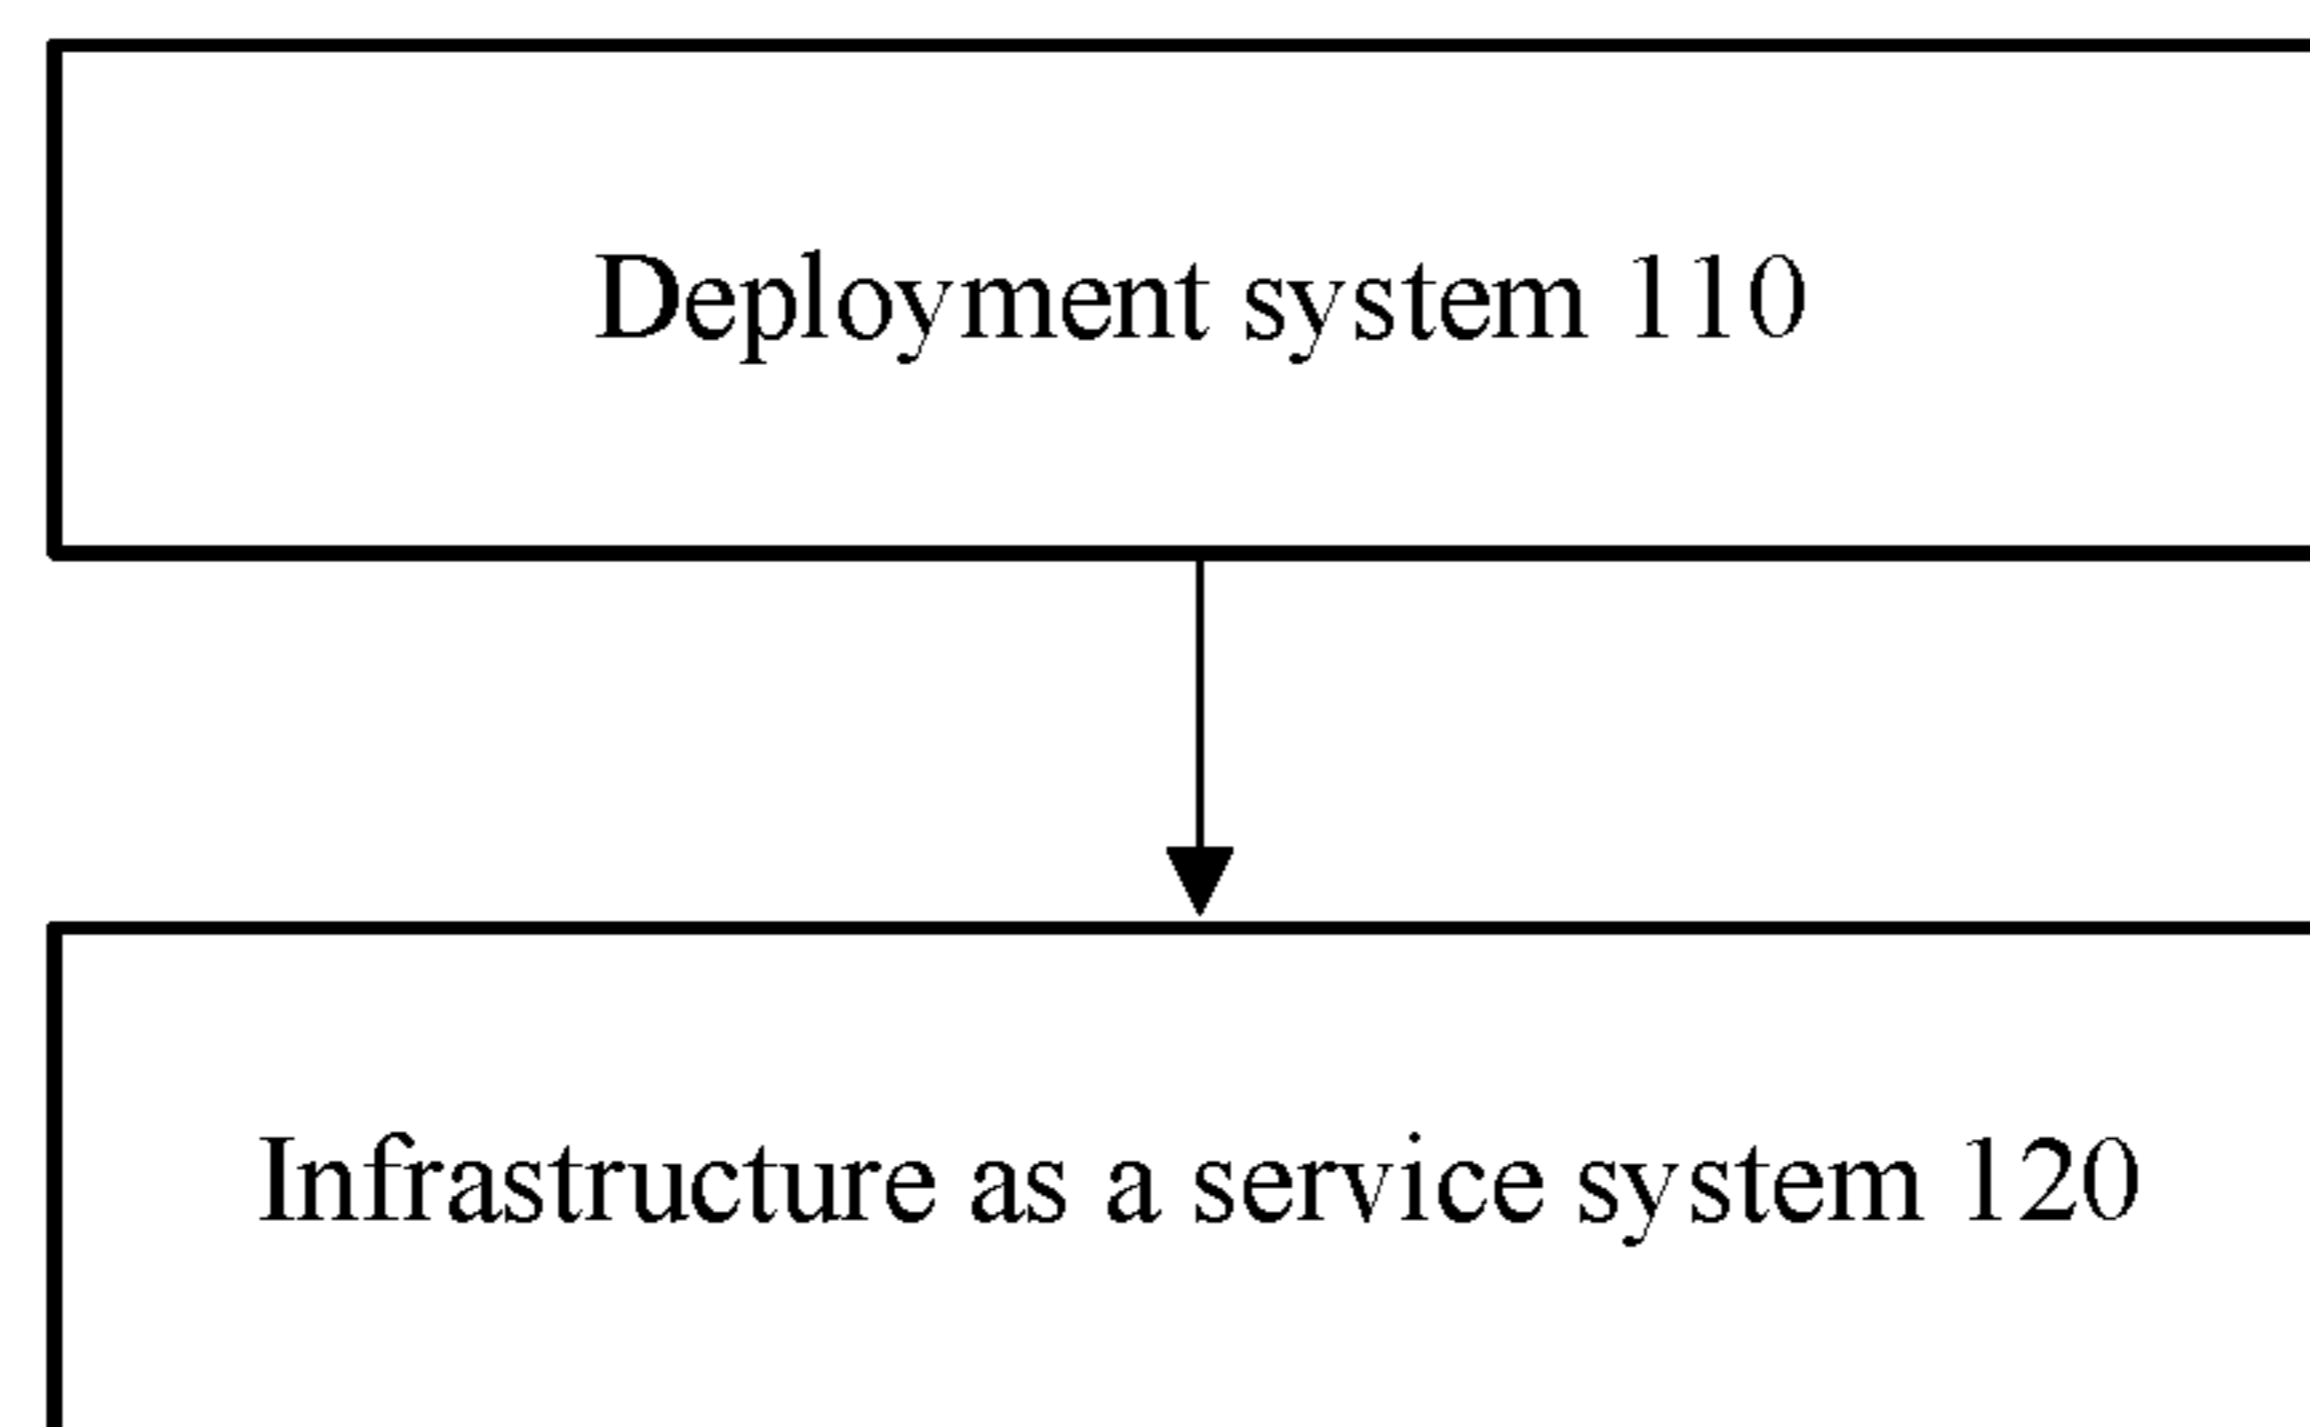 Deployment system 110
Infrastructure as a service system 120